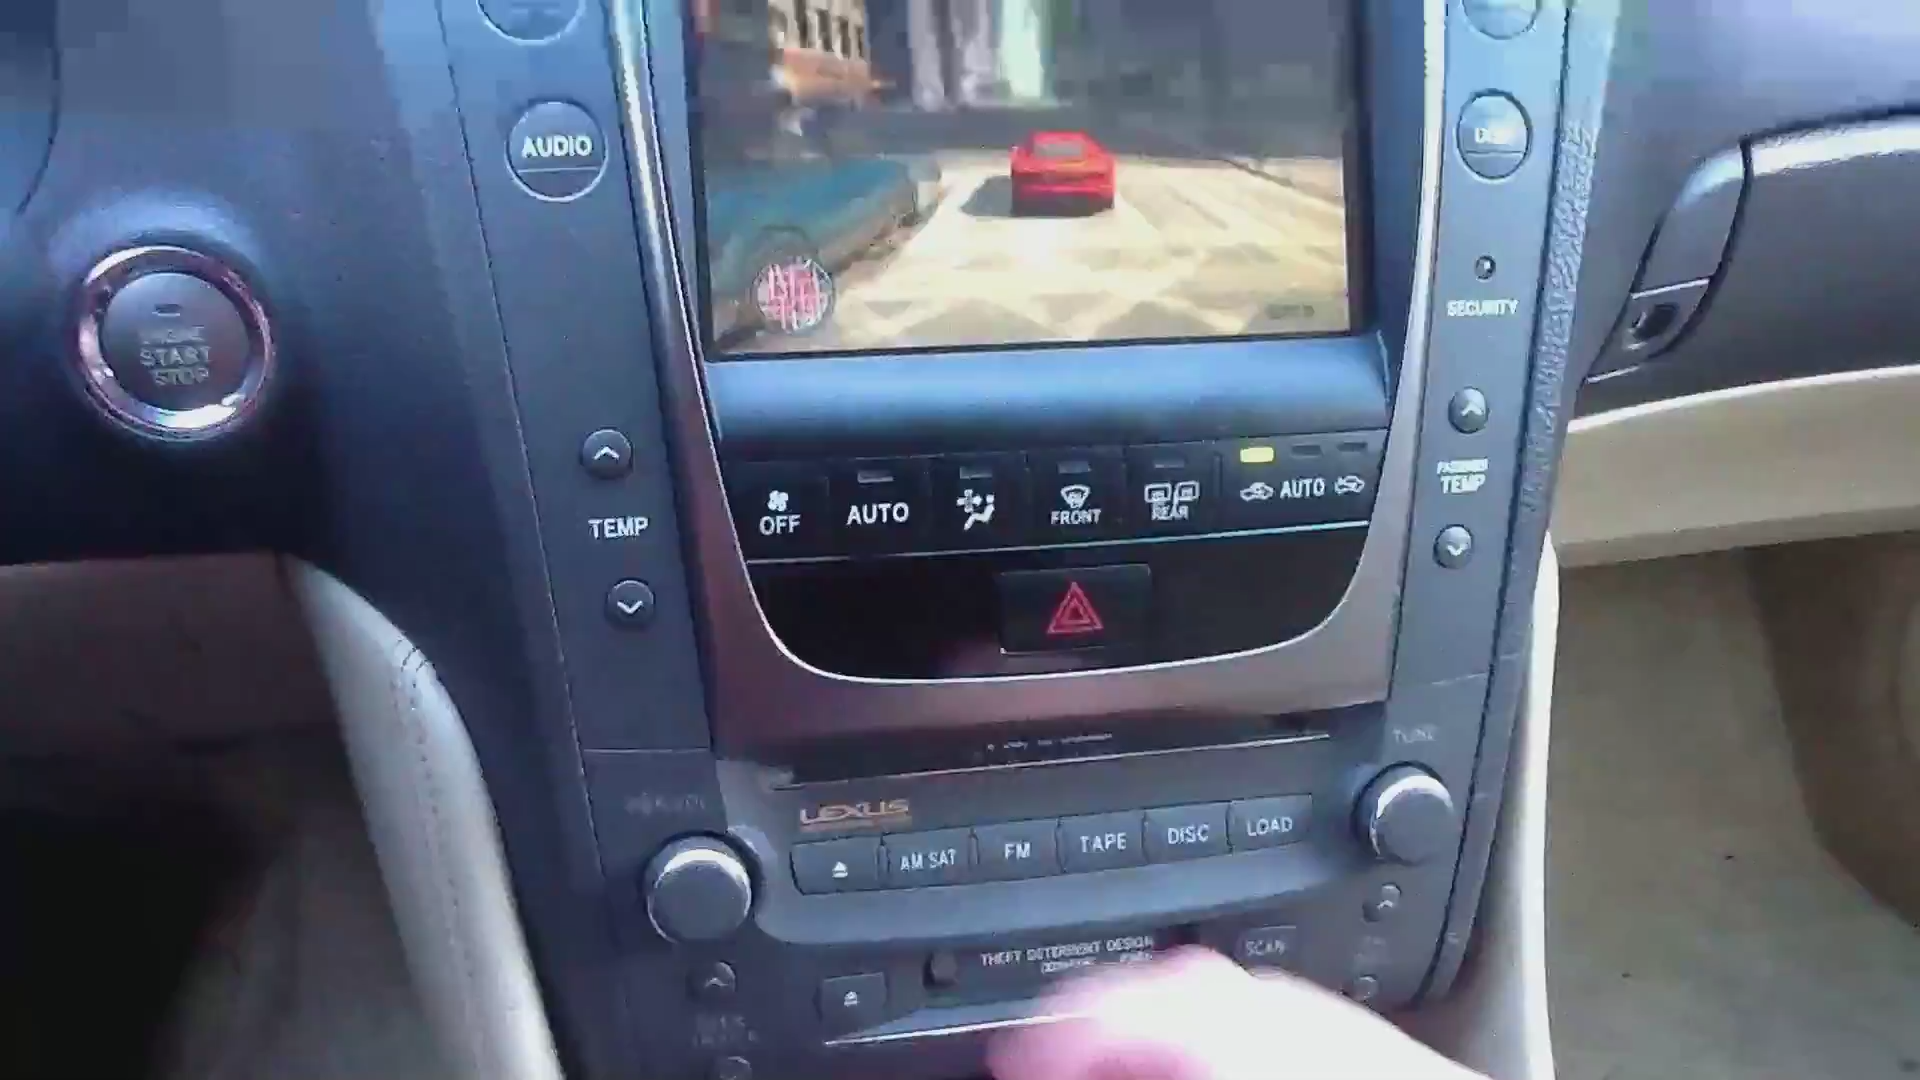 AUDIO
START
STOP
SECURITY
TEMP
OFF
AUTO
FRONT
REAR
AUTO
TEMP
TUNE
LEXUS
AM SAT
FM
TAPE
DISC
LOAD
THEFT DETERRENT DESIGN
SCAN